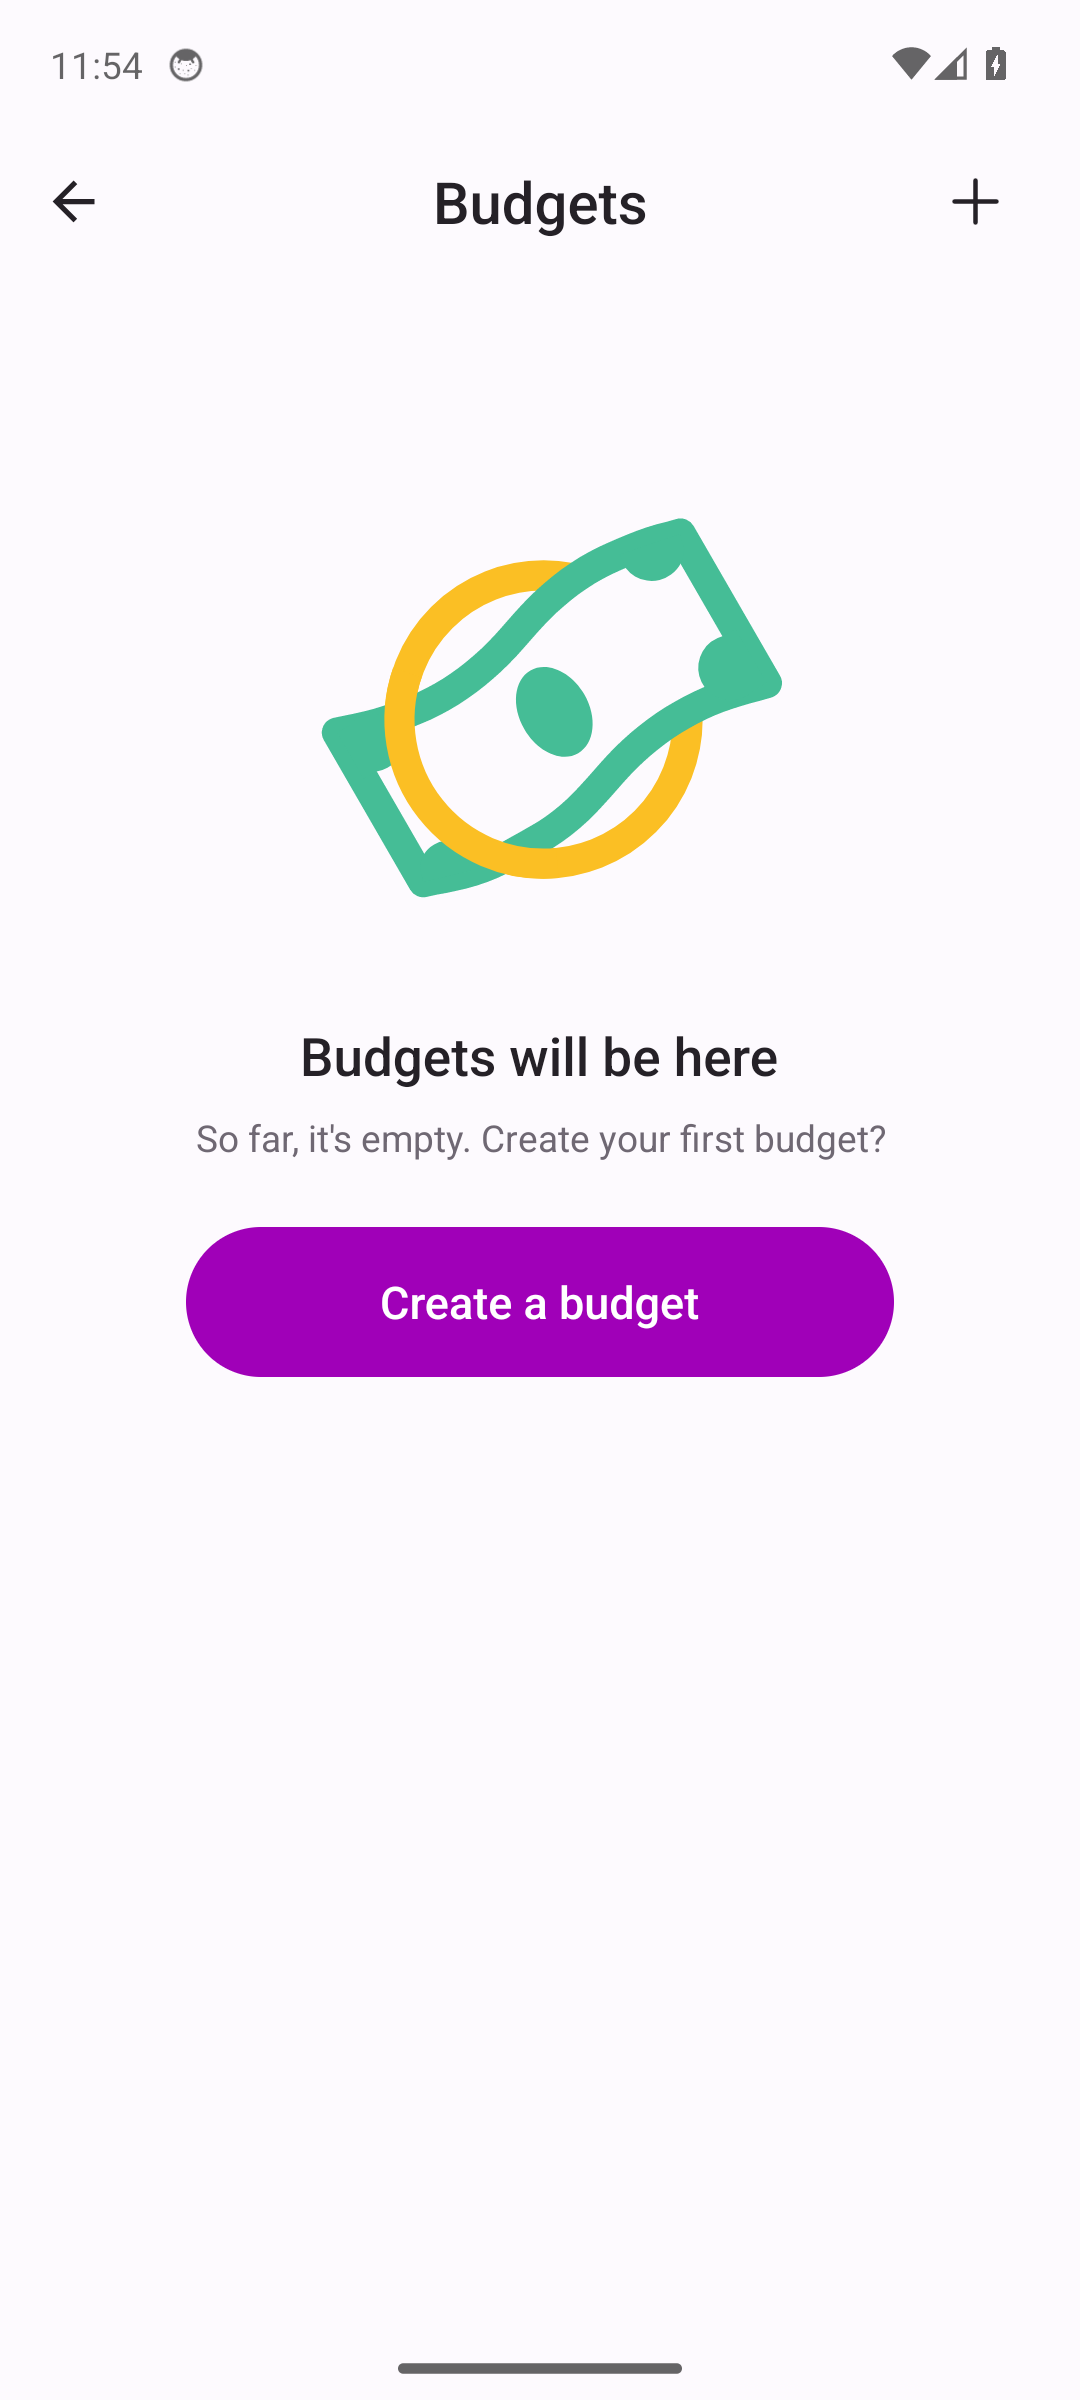 11:54
Budgets
Budgets will be here
So far, it's empty. Create your first budget?
Create a budget